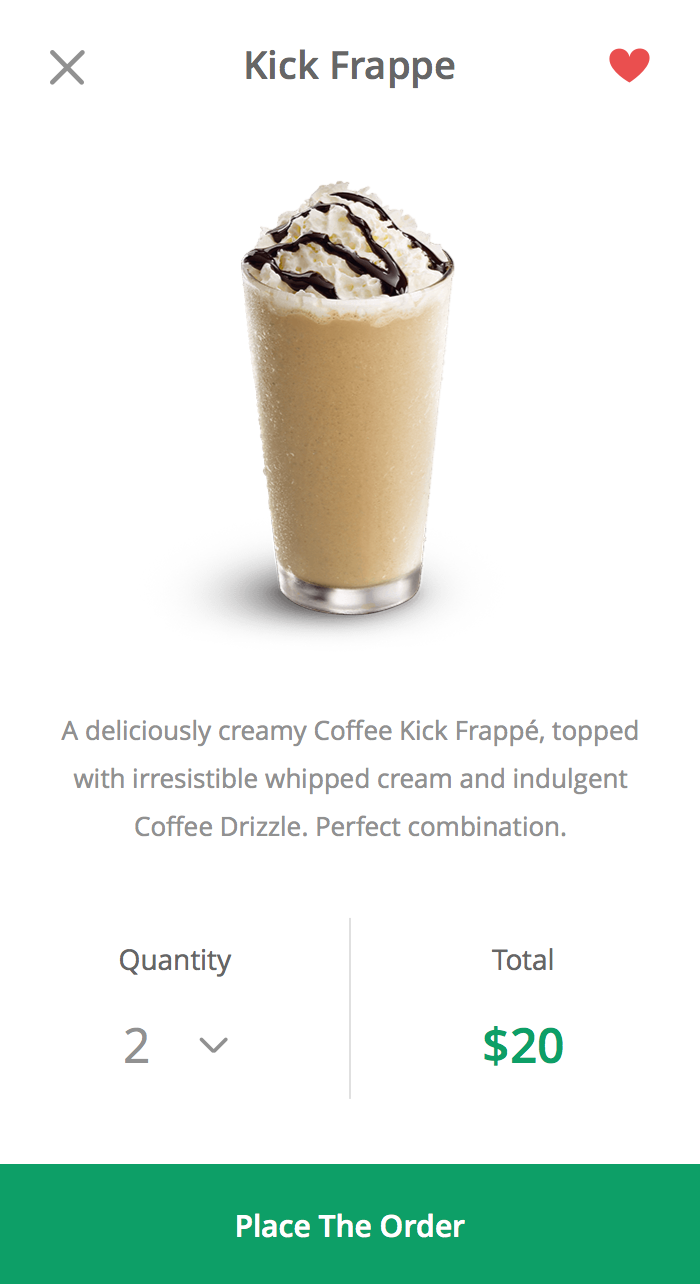 Kick Frappe
A deliciously creamy Coffee Kick Frappé, topped
with irresistible whipped cream and indulgent
Coffee Drizzle. Perfect combination.
Quantity
2
Total
$20
Place The Order